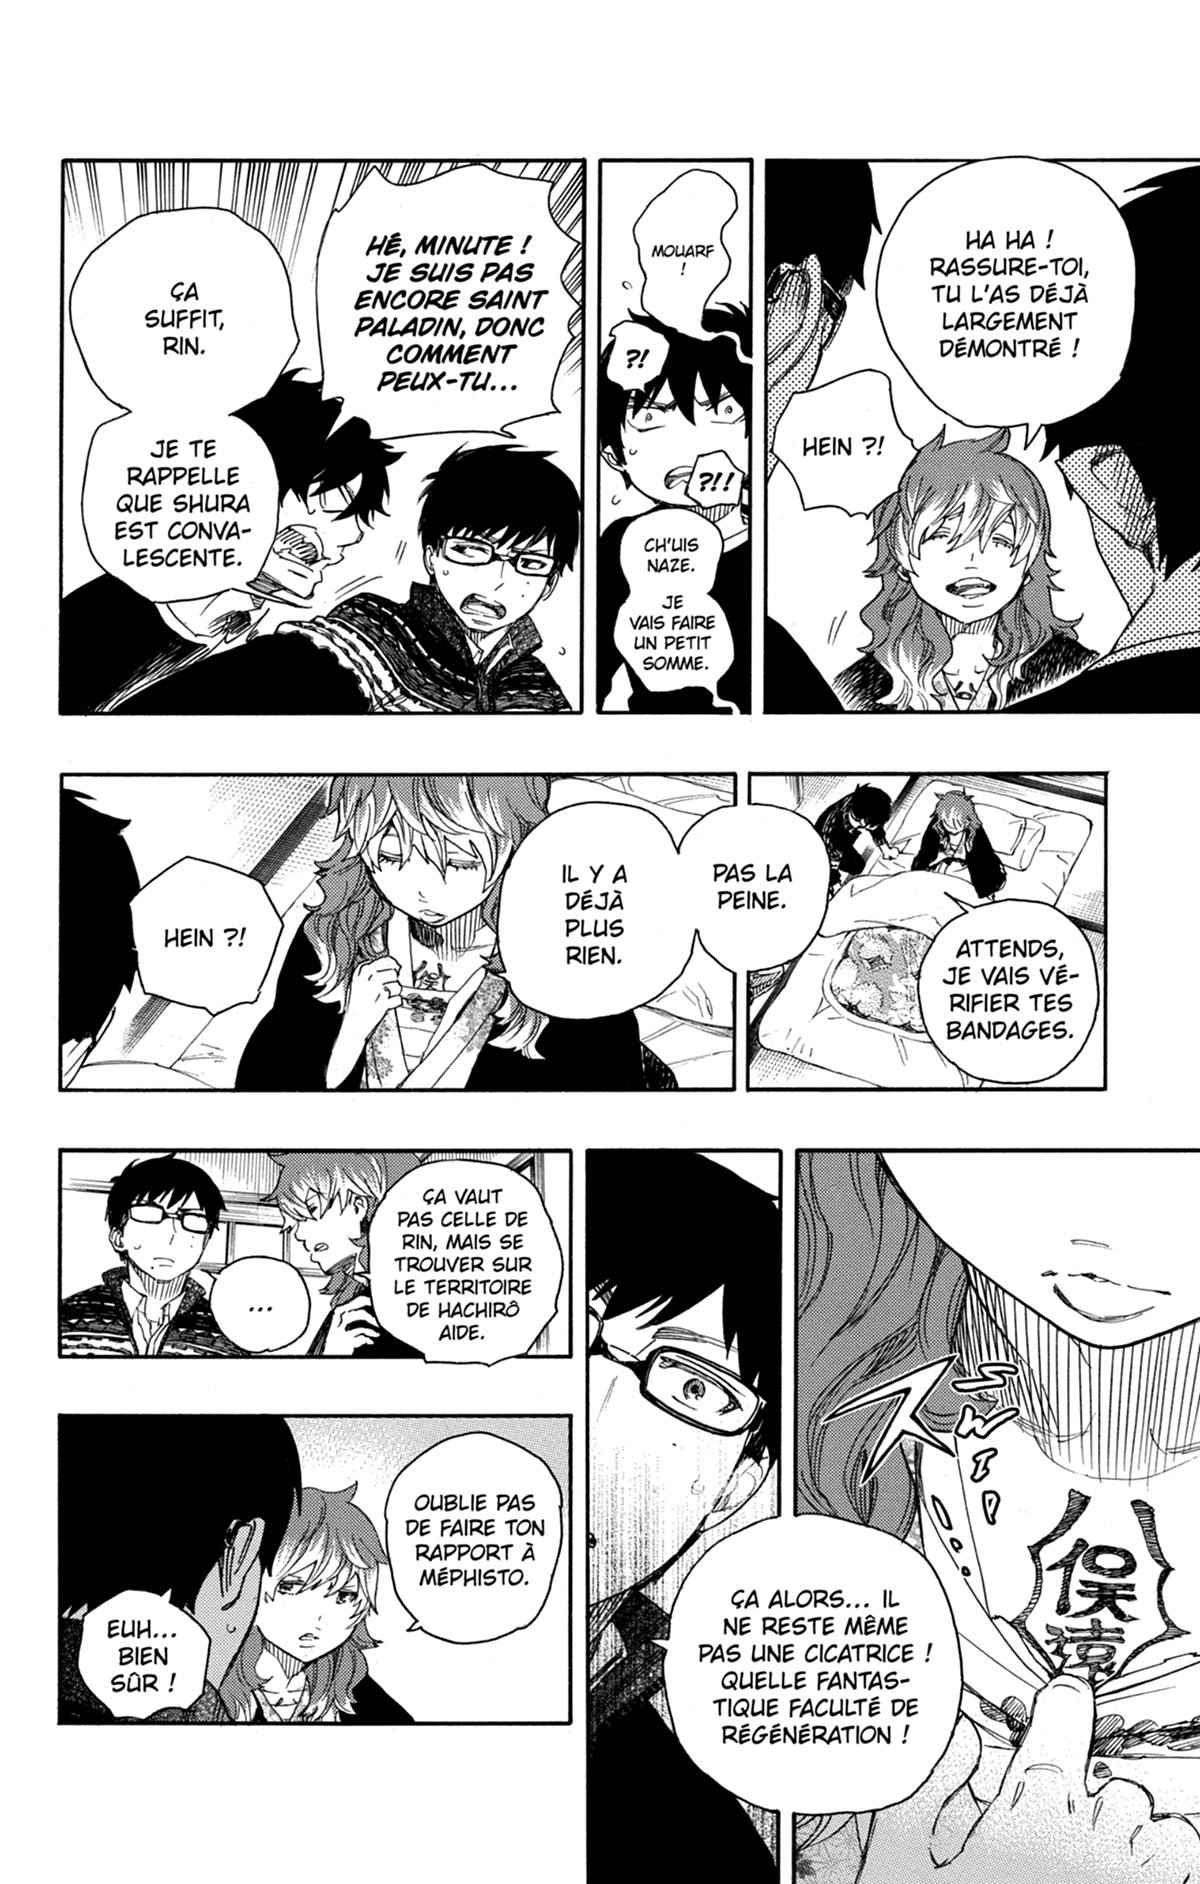 HA HA !
RASSURE-TOI,
TU L'AS DÉJÀ
LARGEMENT
DÉMONTRÉ !
HEIN ?!
MOUARF
!
?!
?!!
CH'UIS
NAZE.
JE
VAIS FAIRE
UN PETIT
SOMME.
HÉ, MINUTE !
JE SUIS PAS
ENCORE SAINT
PALADIN, DONC
COMMENT
PEUX-TU...
ÇA
SUFFIT,
RIN.
JE TE
RAPPELLE
QUE SHURA
EST CONVA-
LESCENTE.
ATTENDS,
JE VAIS VÉ-
RIFIER TES
BANDAGES.
PAS LA
PEINE.
IL Y A
DÉJÀ
PLUS
RIEN.
HEIN ?!
SWIP
保遠
ÇA ALORS... IL
NE RESTE MÊME
PAS UNE CICATRICE !
QUELLE FANTAS-
TIQUE FACULTÉ DE
RÉGÉNÉRATION !
ÇA VAUT
PAS CELLE DE
RIN, MAIS SE
TROUVER SUR
LE TERRITOIRE
DE HACHIRÔ
AIDE.
...
OUBLIE PAS
DE FAIRE TON
RAPPORT À
MÉPHISTO.
EUH...
BIEN
SÛR !